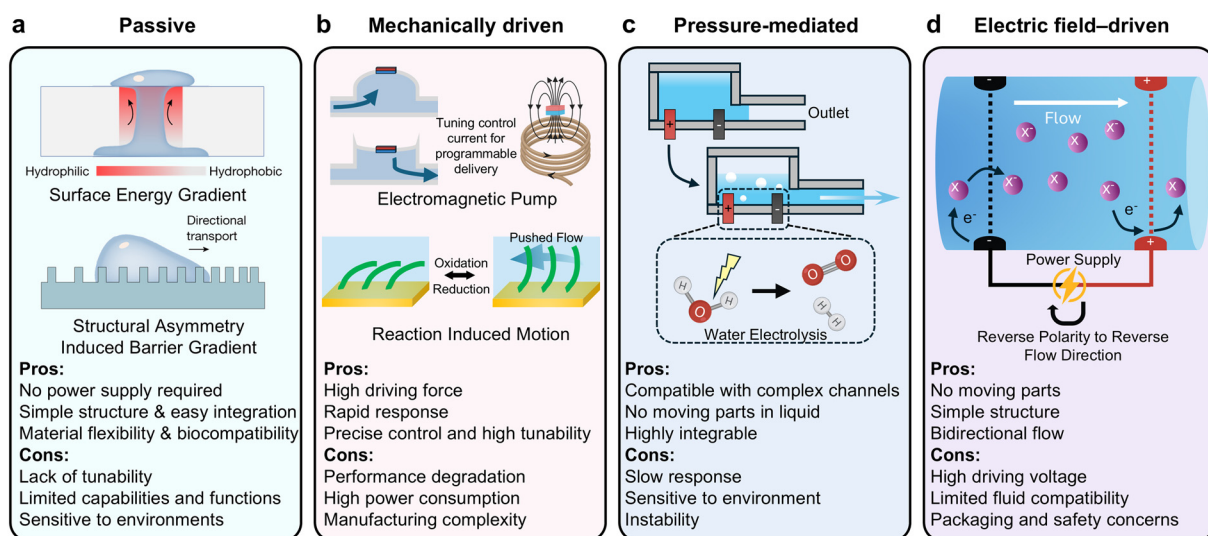 a Passive
Hydrophilic Hydrophobic
Surface Energy Gradient
Directional
transport
Structural Asymmetry
Induced Barrier Gradient
Pros:
No power supply required
Simple structure & easy integration
Material flexibility & biocompatibility
Cons:
Lack of tunability
Limited capabilities and functions
Sensitive to environments
b Mechanically driven
Tuning control
current for
programmable
delivery
Electromagnetic Pump
Oxidation
Reduction
Pushed Flow
Reaction Induced Motion
Pros:
High driving force
Rapid response
Precise control and high tunability
Cons:
Performance degradation
High power consumption
Manufacturing complexity
c Pressure-mediated
+ -
Outlet
+ -
H O H
O O
H H
Water Electrolysis
Pros:
Compatible with complex channels
No moving parts in liquid
Highly integrable
Cons:
Slow response
Sensitive to environment
Instability
d Electric field–driven
- +
Flow
X⁻ X⁻ X⁻
X X⁻ X⁻ X⁻ X
e⁻ e⁻
- +
Power Supply
Reverse Polarity to Reverse
Flow Direction
Pros:
No moving parts
Simple structure
Bidirectional flow
Cons:
High driving voltage
Limited fluid compatibility
Packaging and safety concerns